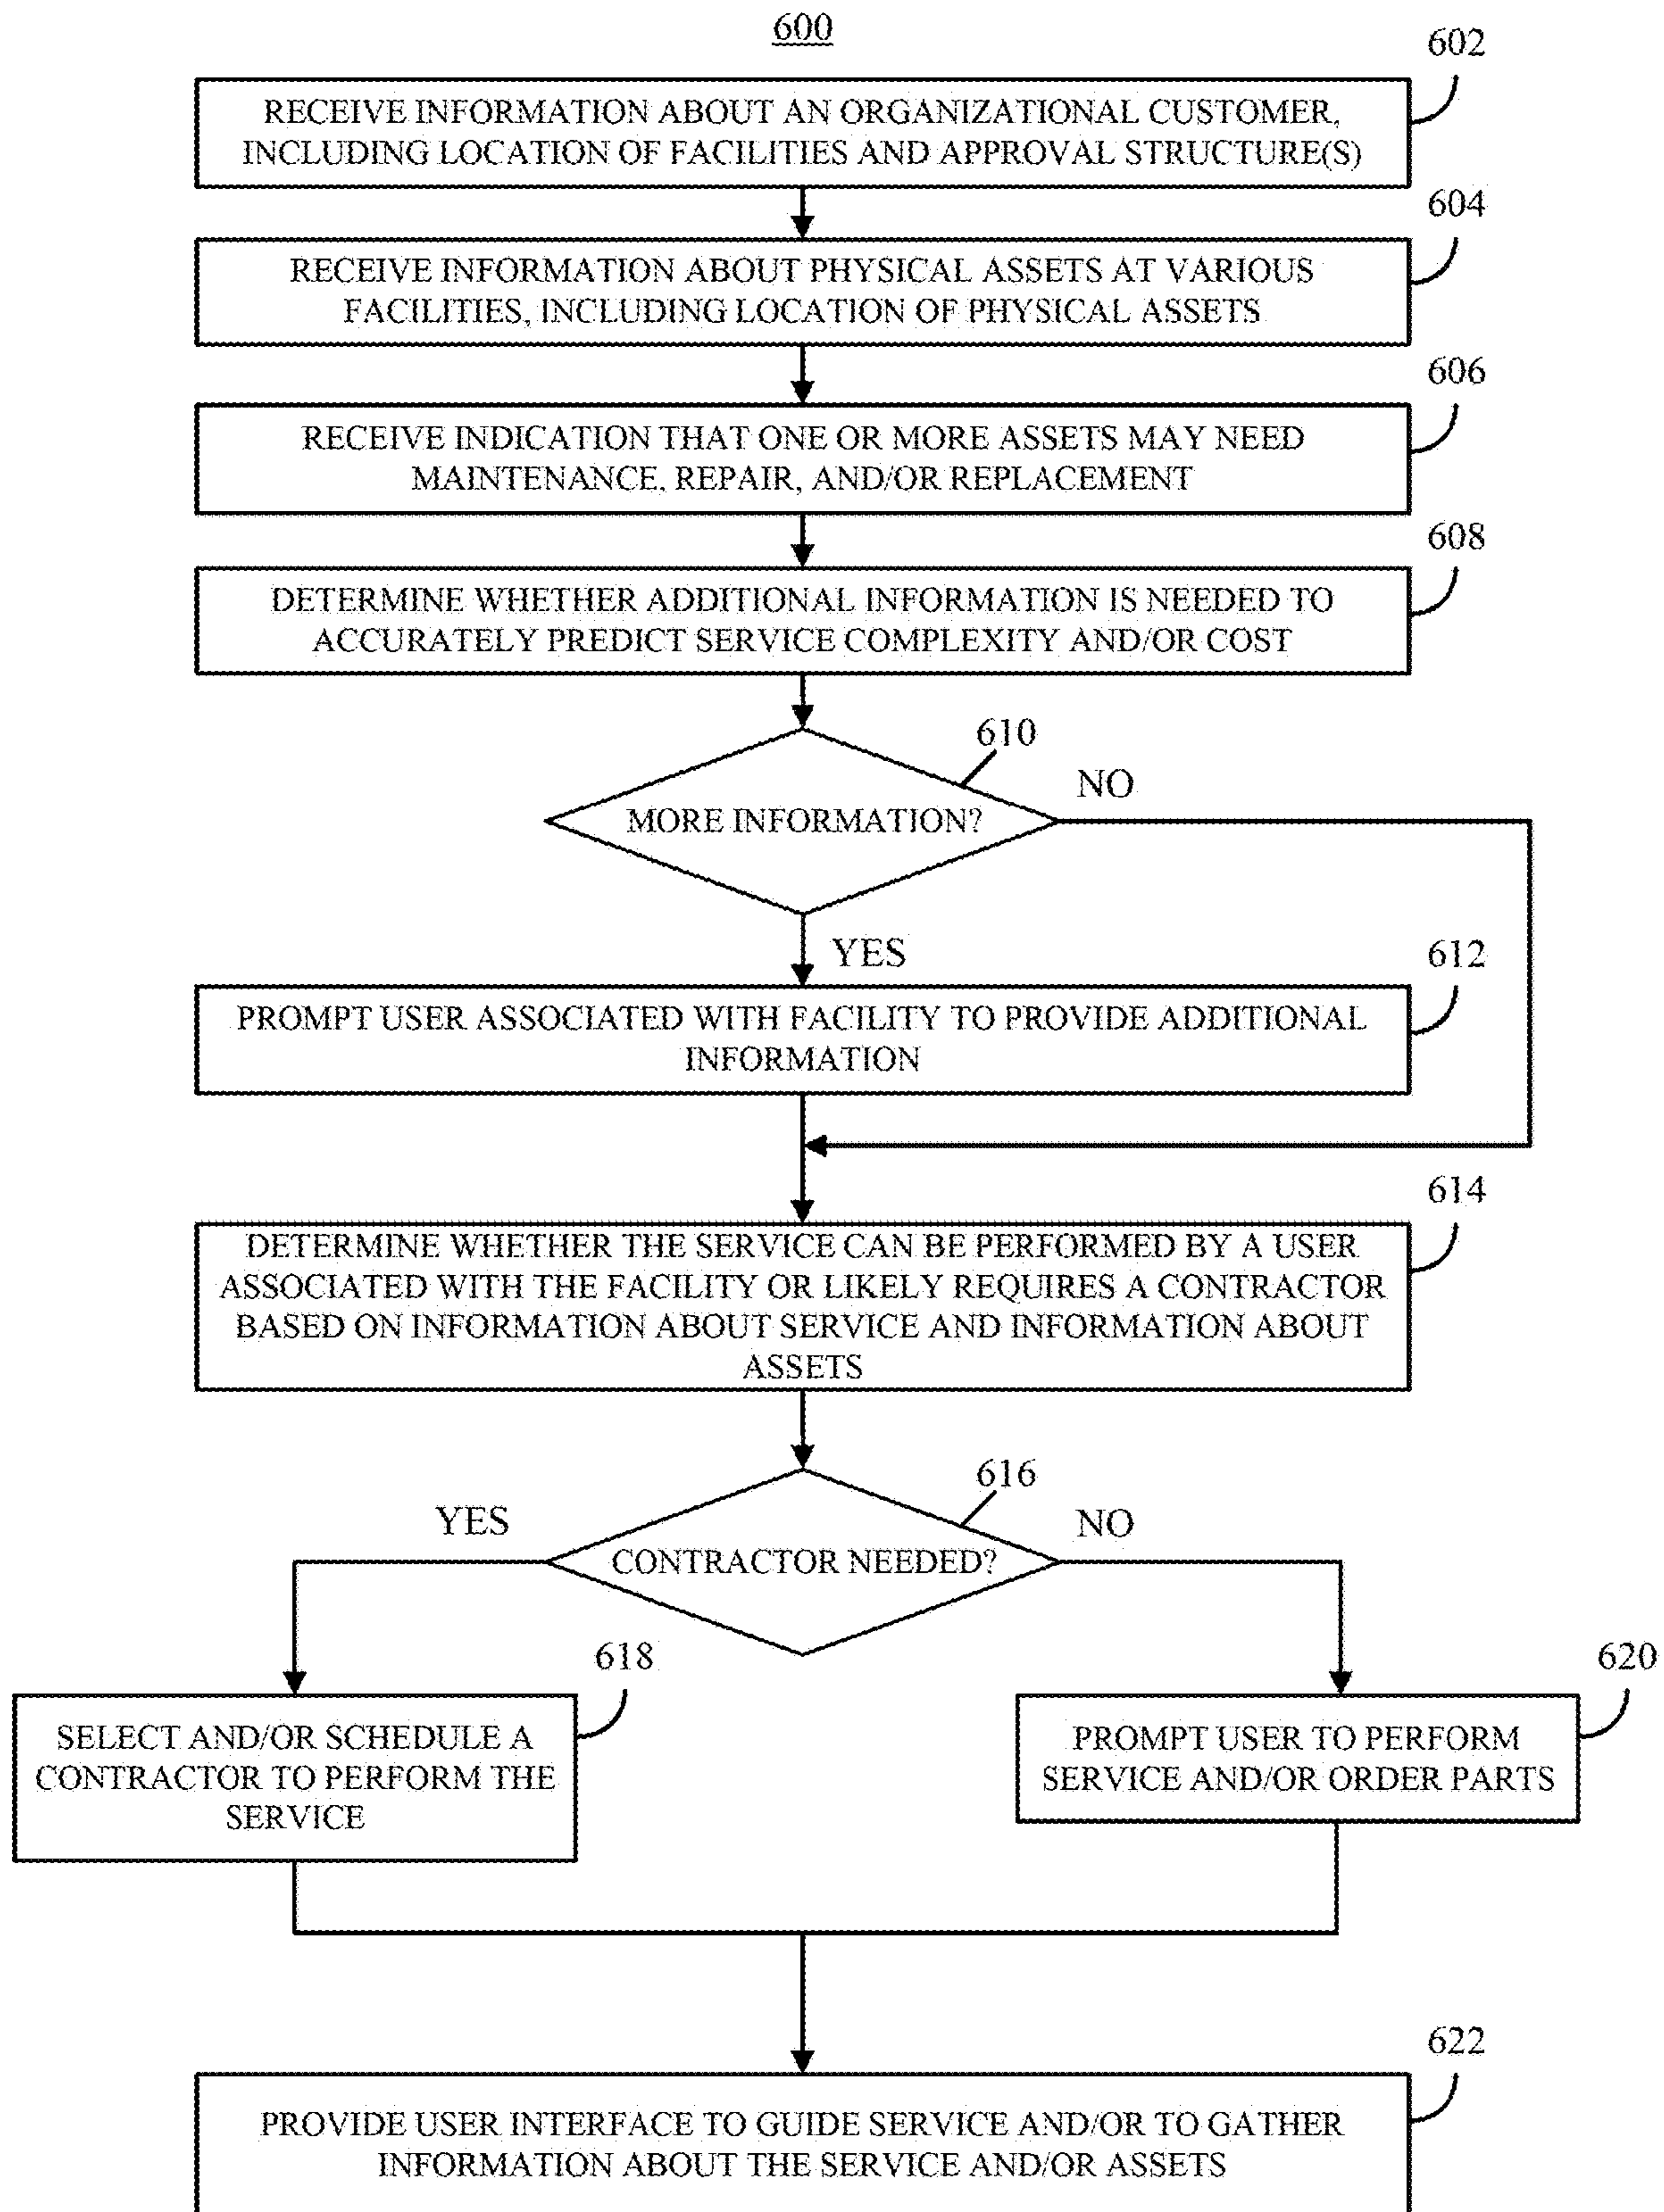 600
602
RECEIVE INFORMATION ABOUT AN ORGANIZATIONAL CUSTOMER,
INCLUDING LOCATION OF FACILITIES AND APPROVAL STRUCTURE(S)
604
RECEIVE INFORMATION ABOUT PHYSICAL ASSETS AT VARIOUS
FACILITIES, INCLUDING LOCATION OF PHYSICAL ASSETS
606
RECEIVE INDICATION THAT ONE OR MORE ASSETS MAY NEED
MAINTENANCE, REPAIR, AND/OR REPLACEMENT
608
DETERMINE WHETHER ADDITIONAL INFORMATION IS NEEDED TO
ACCURATELY PREDICT SERVICE COMPLEXITY AND/OR COST
610
NO
MORE INFORMATION?
YES
612
PROMPT USER ASSOCIATED WITH FACILITY TO PROVIDE ADDITIONAL
INFORMATION
614
DETERMINE WHETHER THE SERVICE CAN BE PERFORMED BY A USER
ASSOCIATED WITH THE FACILITY OR LIKELY REQUIRES A CONTRACTOR
BASED ON INFORMATION ABOUT SERVICE AND INFORMATION ABOUT
ASSETS
616
YES
NO
CONTRACTOR NEEDED?
618
SELECT AND/OR SCHEDULE A
CONTRACTOR TO PERFORM THE
SERVICE
620
PROMPT USER TO PERFORM
SERVICE AND/OR ORDER PARTS
622
PROVIDE USER INTERFACE TO GUIDE SERVICE AND/OR TO GATHER
INFORMATION ABOUT THE SERVICE AND/OR ASSETS